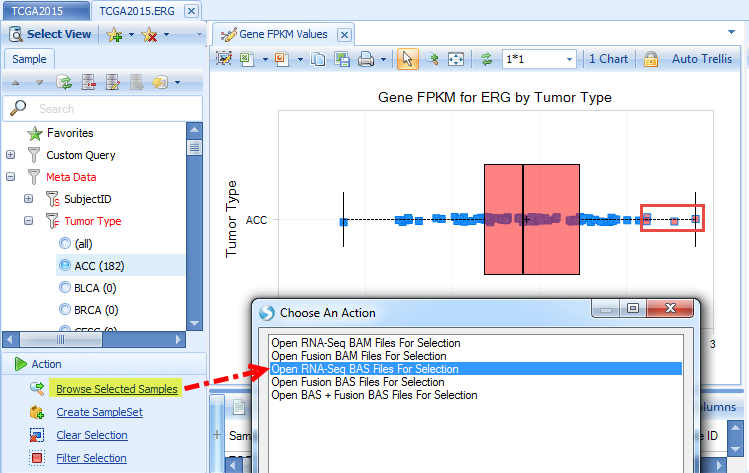 TCGA2015
TCGA2015.ERG
Select View
Gene FPKM Values
Sample
1*1
1 Chart
Auto Trellis
Search
Favorites
Custom Query
Meta Data
SubjectID
Tumor Type
(all)
ACC (182)
BLCA (0)
BRCA (0)
Gene FPKM for ERG by Tumor Type
Tumor Type
ACC
3
Action
Browse Selected Samples
Create SampleSet
Clear Selection
Filter Selection
Choose An Action
Open RNA-Seq BAM Files For Selection
Open Fusion BAM Files For Selection
Open RNA-Seq BAS Files For Selection
Open Fusion BAS Files For Selection
Open BAS + Fusion BAS Files For Selection
ID